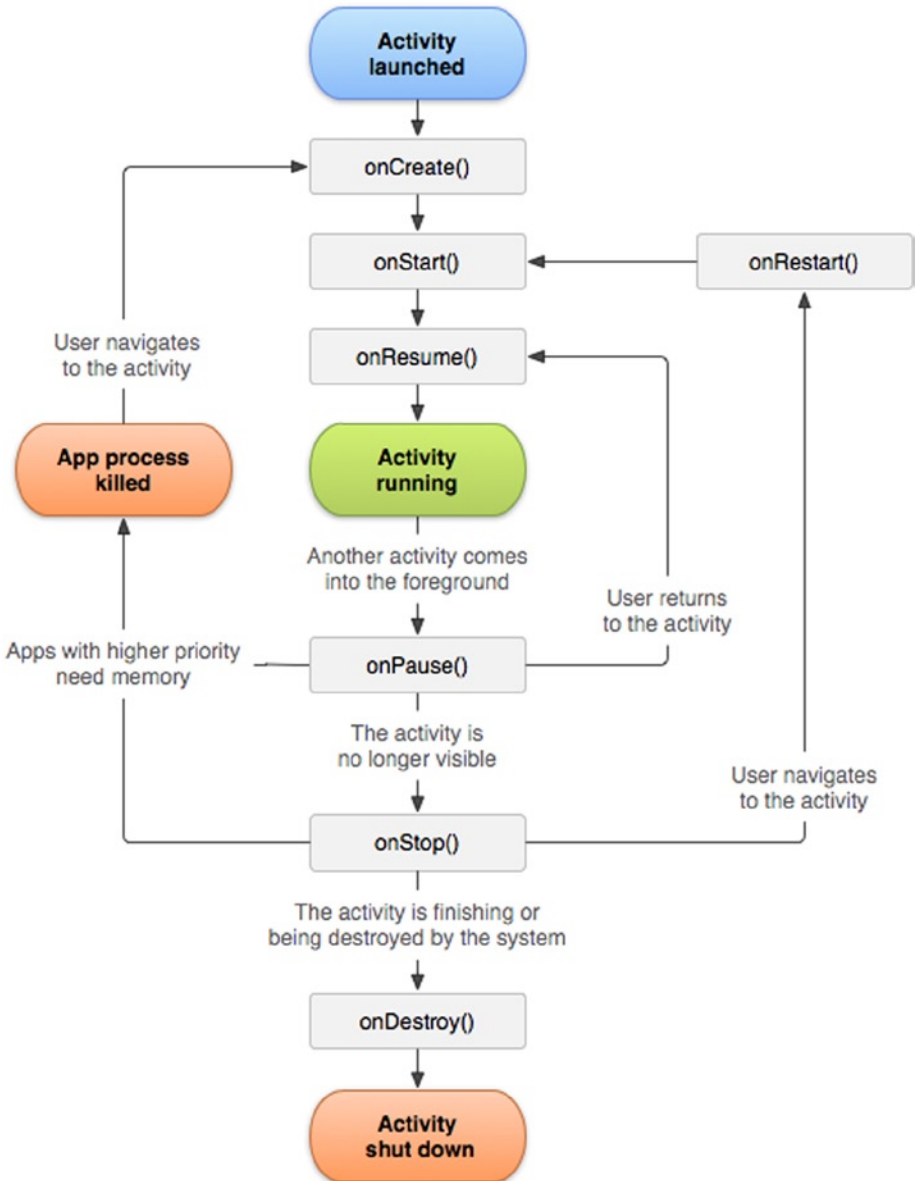 Activity
launched
onCreate()
onStart()
onRestart()
User navigates
to the activity
onResume()
App process
killed
Activity
running
Another activity comes
into the foreground
User returns
to the activity
Apps with higher priority
need memory
onPause()
The activity is
no longer visible
User navigates
to the activity
onStop()
The activity is finishing or
being destroyed by the system
onDestroy()
Activity
shut down